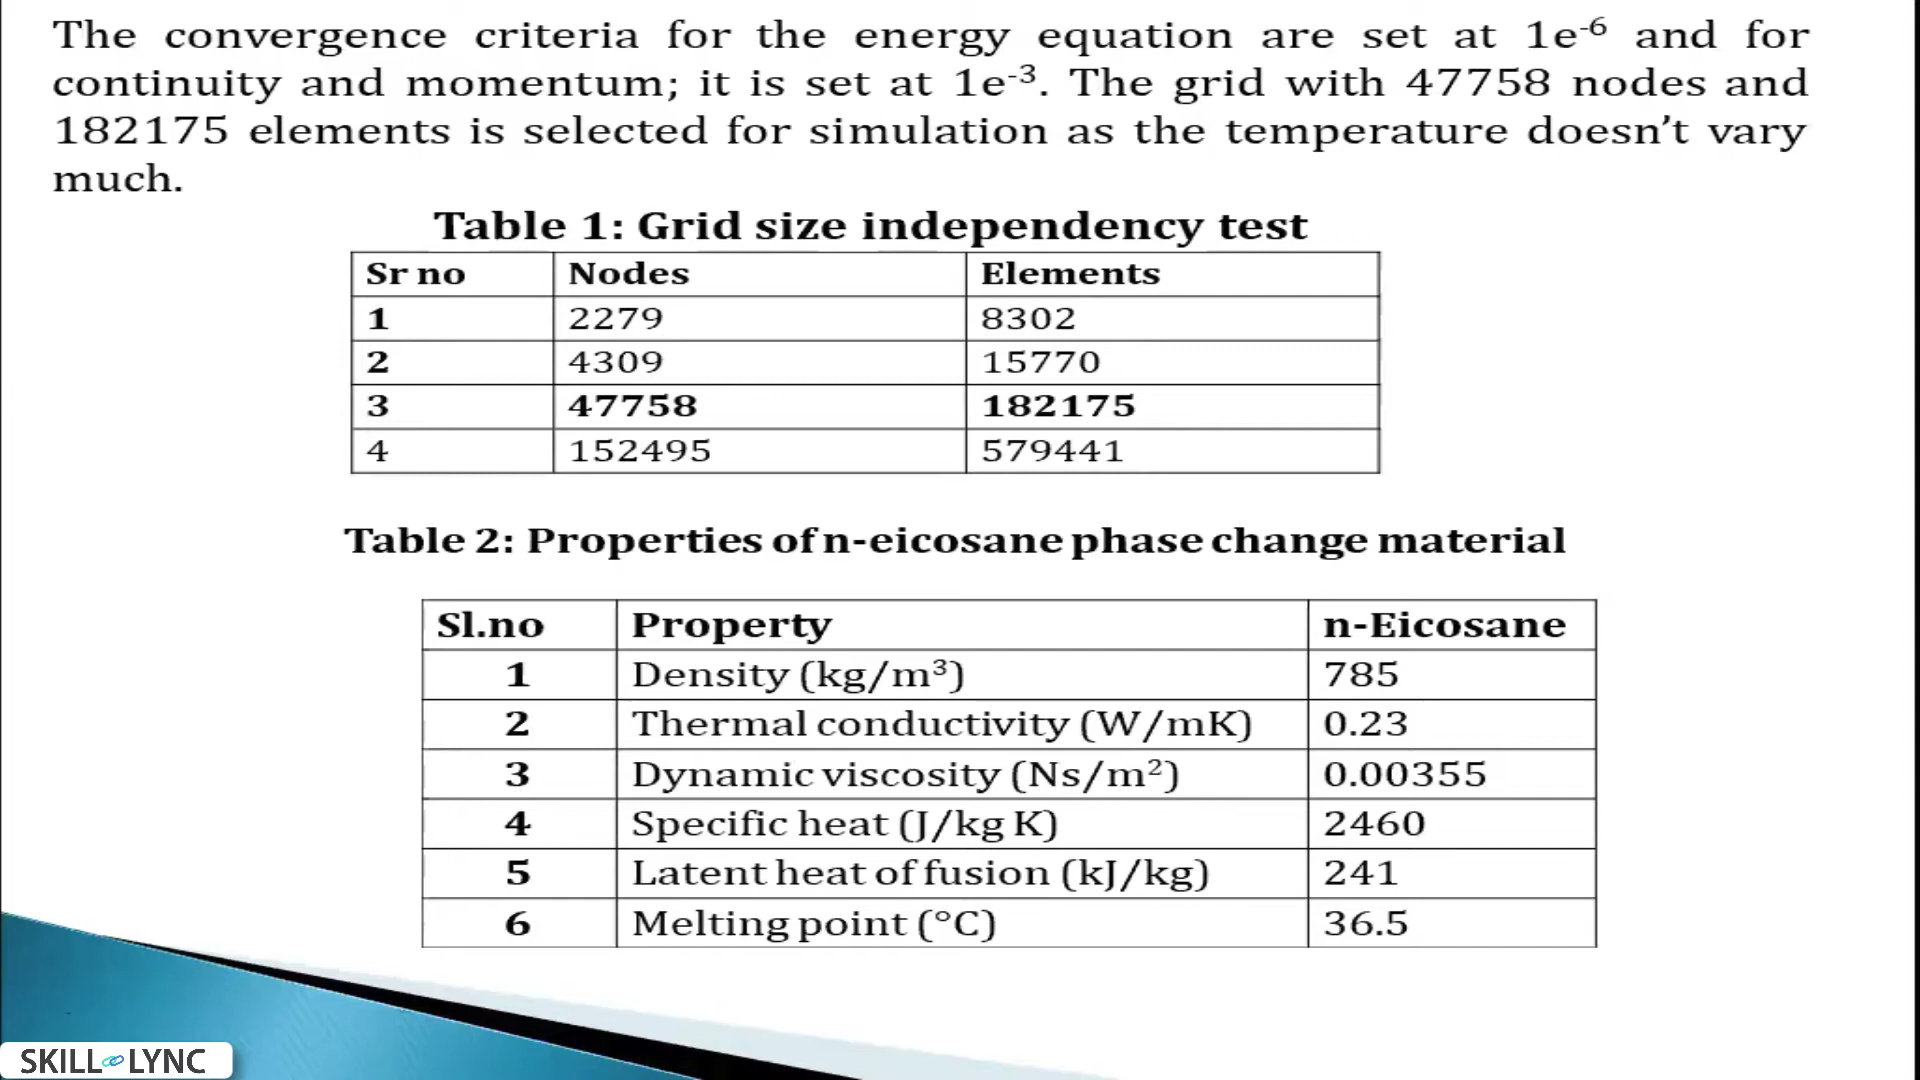 The convergence criteria for the energy equation are set at 1e⁻⁶ and for
continuity and momentum; it is set at 1e⁻³. The grid with 47758 nodes and
182175 elements is selected for simulation as the temperature doesn’t vary
much.
Table 1: Grid size independency test
Sr no Nodes Elements
1 2279 8302
2 4309 15770
3 47758 182175
4 152495 579441
Table 2: Properties of n-eicosane phase change material
Sl.no Property n-Eicosane
1 Density (kg/m³) 785
2 Thermal conductivity (W/mK) 0.23
3 Dynamic viscosity (Ns/m²) 0.00355
4 Specific heat (J/kg K) 2460
5 Latent heat of fusion (kJ/kg) 241
6 Melting point (°C) 36.5
SKILL LYNC